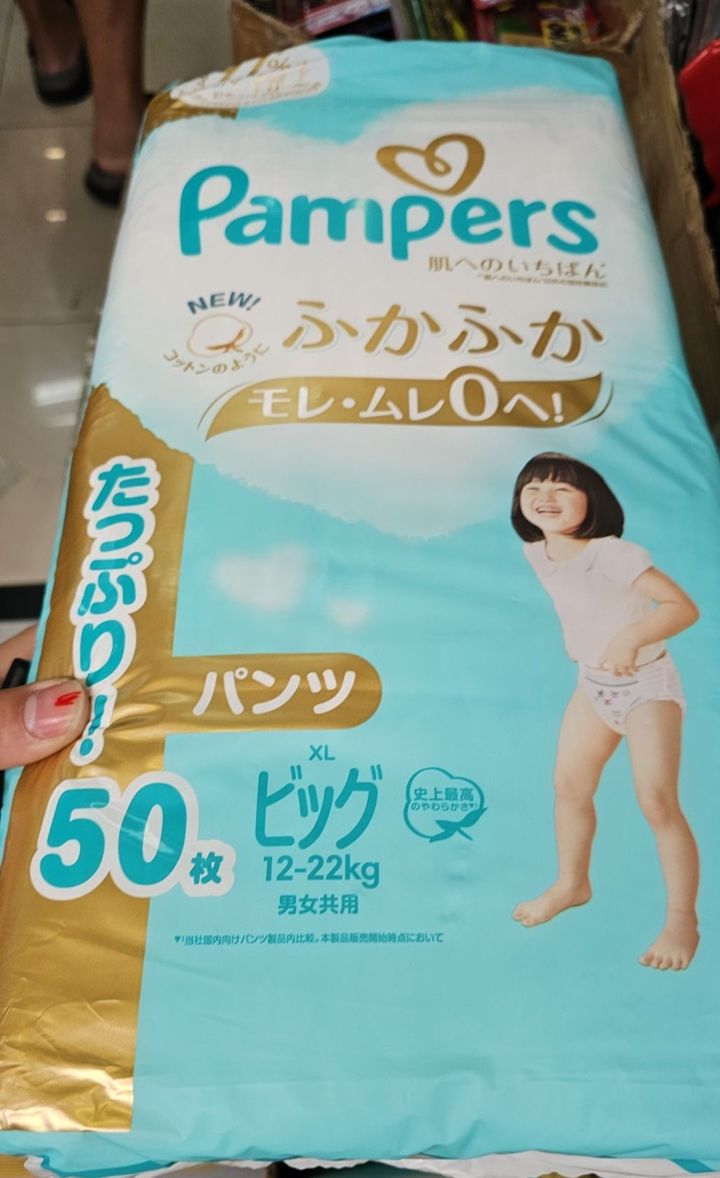 Pampers
肌へのいちばん
NEW!
コットンのように
ふかふか
モレ・ムレ0へ!
たっぷり!
パンツ
XL
ビッグ
12-22kg
男女共用
50枚
史上最高
のやわらかさ
当社国内向けパンツ製品内比較。本製品販売開始時点において